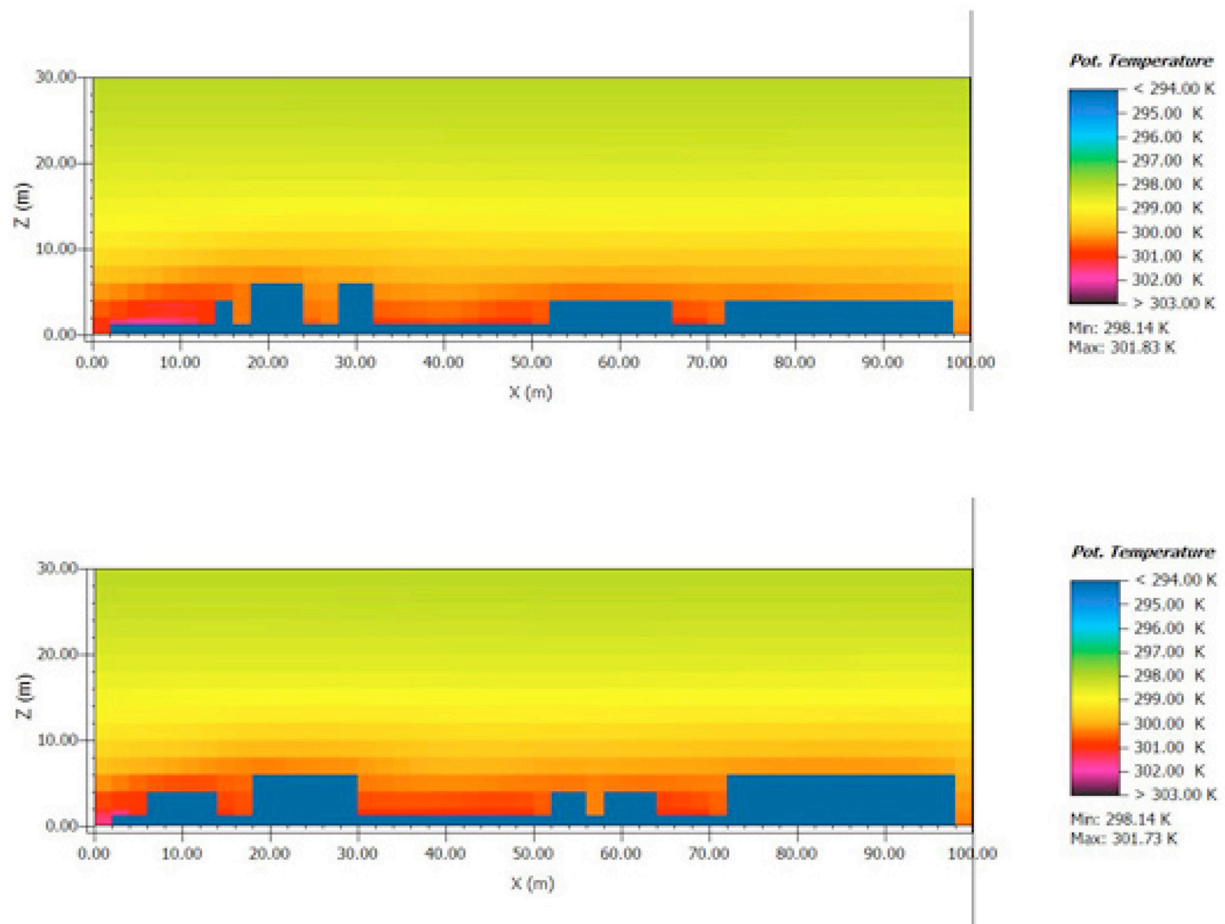 Pot. Temperature
< 294.00 K
295.00 K
296.00 K
297.00 K
298.00 K
299.00 K
300.00 K
301.00 K
302.00 K
> 303.00 K
Min: 298.14 K
Max: 301.83 K
30.00
20.00
10.00
0.00
Z (m)
0.00 10.00 20.00 30.00 40.00 50.00 60.00 70.00 80.00 90.00 100.00
X (m)
Pot. Temperature
< 294.00 K
295.00 K
296.00 K
297.00 K
298.00 K
299.00 K
300.00 K
301.00 K
302.00 K
> 303.00 K
Min: 298.14 K
Max: 301.73 K
30.00
20.00
10.00
0.00
Z (m)
0.00 10.00 20.00 30.00 40.00 50.00 60.00 70.00 80.00 90.00 100.00
X (m)